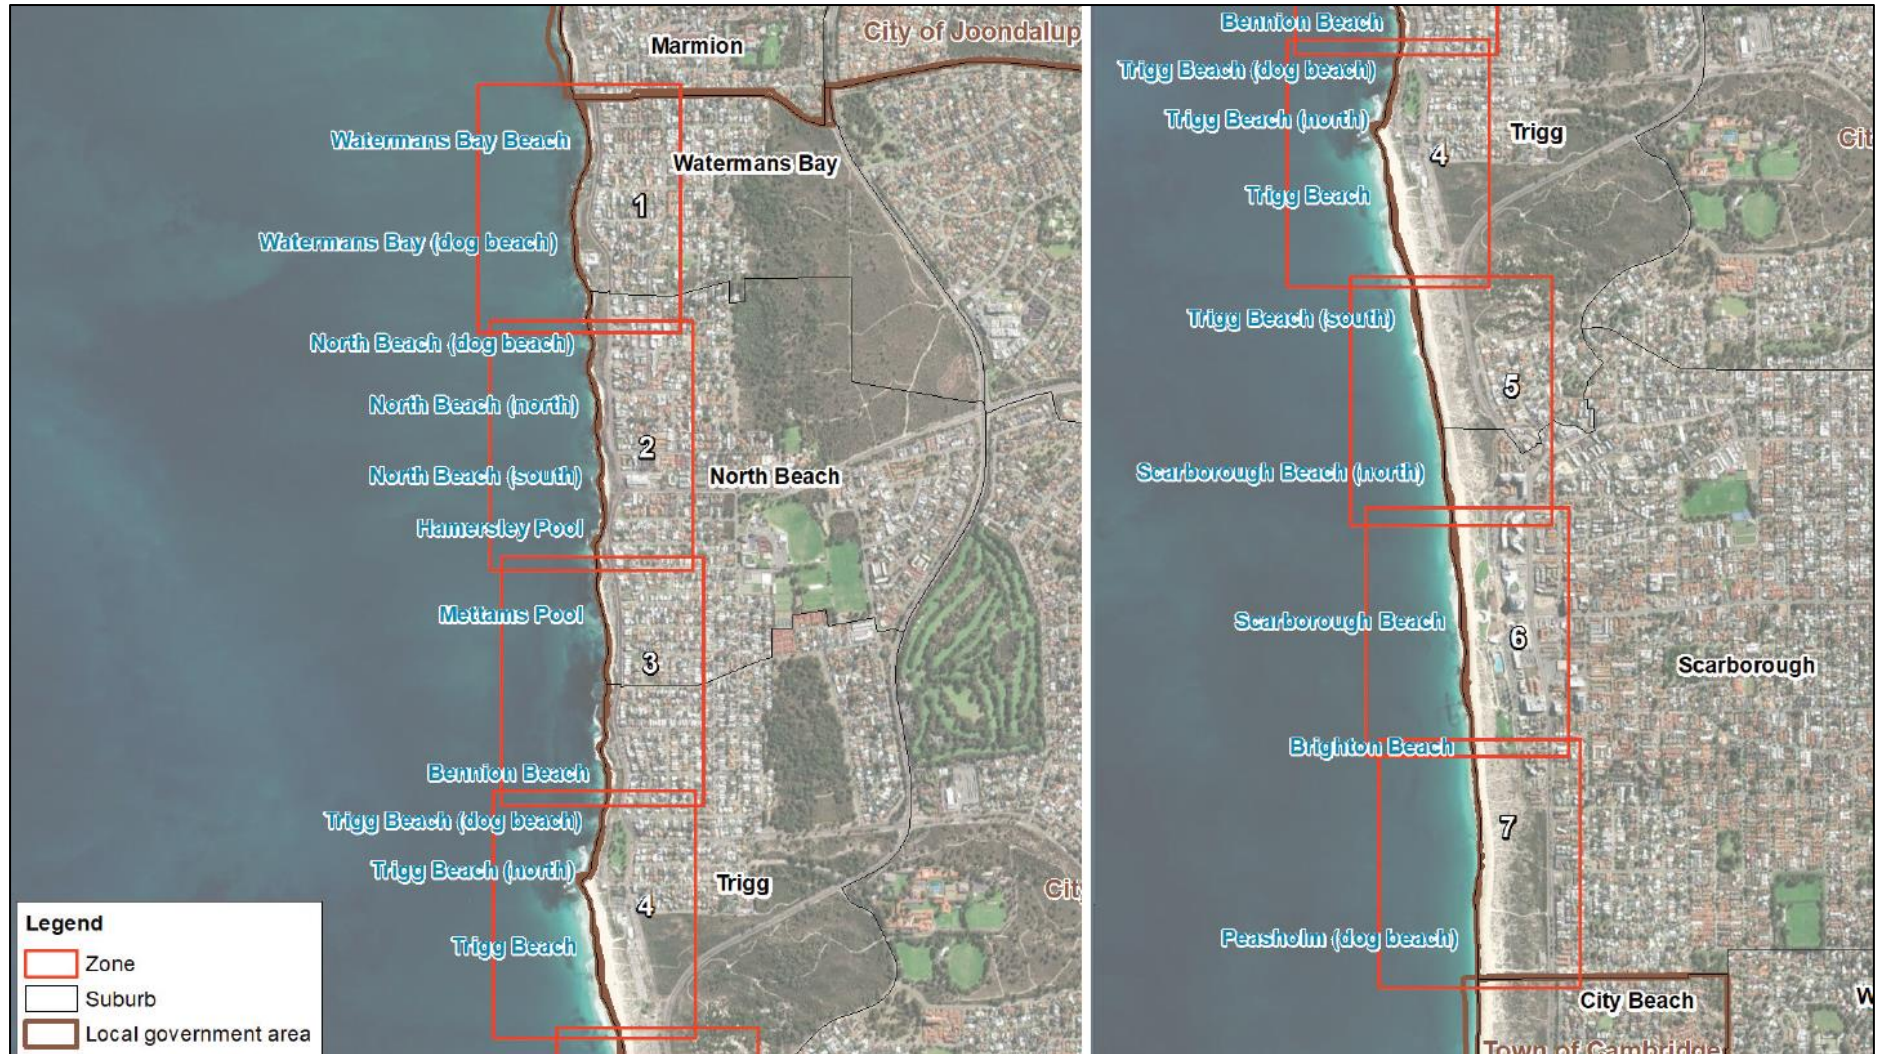 Marmion
City of Joondalup
Watermans Bay Beach
Watermans Bay
1
Watermans Bay (dog beach)
North Beach (dog beach)
North Beach (north)
2
North Beach (south)
North Beach
Hamersley Pool
Mettams Pool
3
Bennion Beach
Trigg Beach (dog beach)
Trigg Beach (north)
Trigg
Cit
4
Trigg Beach
Legend
Zone
Suburb
Local government area
Bennion Beach
Trigg Beach (dog beach)
Trigg Beach (north)
Trigg
Cit
4
Trigg Beach
Trigg Beach (south)
5
Scarborough Beach (north)
Scarborough Beach
6
Scarborough
Brighton Beach
7
Peasholm (dog beach)
City Beach
W
Town of Cambridge